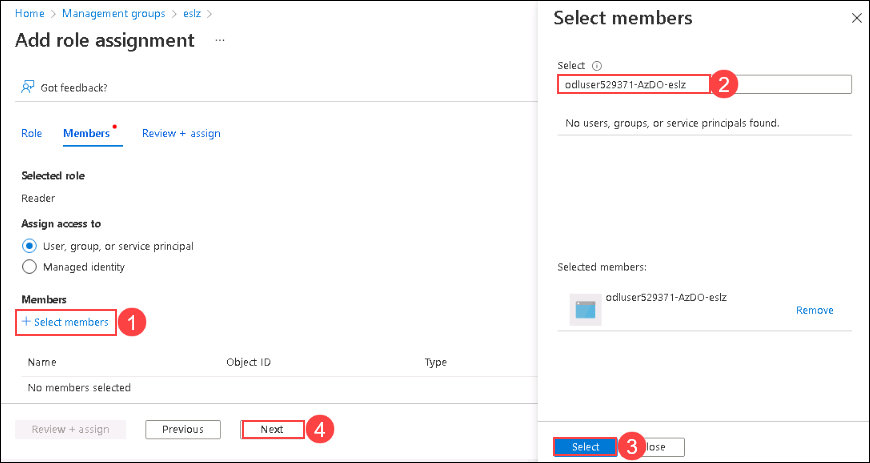 Home > Management groups > eslz >
Add role assignment ...
Got feedback?
Role Members Review + assign
Selected role
Reader
Assign access to
User, group, or service principal
Managed identity
Members
+ Select members 1
Name Object ID Type
No members selected
Review + assign Previous Next 4
Select members
Select
odluser529371-AzDO-eslz 2
No users, groups, or service principals found.
Selected members:
odluser529371-AzDO-eslz
Remove
Select 3 lose